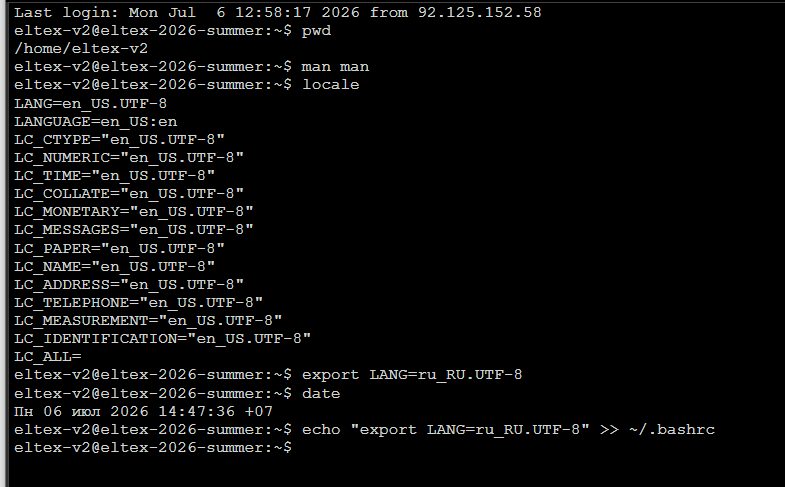 Last login: Mon Jul  6 12:58:17 2026 from 92.125.152.58
eltex-v2@eltex-2026-summer:~$ pwd
/home/eltex-v2
eltex-v2@eltex-2026-summer:~$ man man
eltex-v2@eltex-2026-summer:~$ locale
LANG=en_US.UTF-8
LANGUAGE=en_US:en
LC_CTYPE="en_US.UTF-8"
LC_NUMERIC="en_US.UTF-8"
LC_TIME="en_US.UTF-8"
LC_COLLATE="en_US.UTF-8"
LC_MONETARY="en_US.UTF-8"
LC_MESSAGES="en_US.UTF-8"
LC_PAPER="en_US.UTF-8"
LC_NAME="en_US.UTF-8"
LC_ADDRESS="en_US.UTF-8"
LC_TELEPHONE="en_US.UTF-8"
LC_MEASUREMENT="en_US.UTF-8"
LC_IDENTIFICATION="en_US.UTF-8"
LC_ALL=
eltex-v2@eltex-2026-summer:~$ export LANG=ru_RU.UTF-8
eltex-v2@eltex-2026-summer:~$ date
Пн 06 июл 2026 14:47:36 +07
eltex-v2@eltex-2026-summer:~$ echo "export LANG=ru_RU.UTF-8" >> ~/.bashrc
eltex-v2@eltex-2026-summer:~$